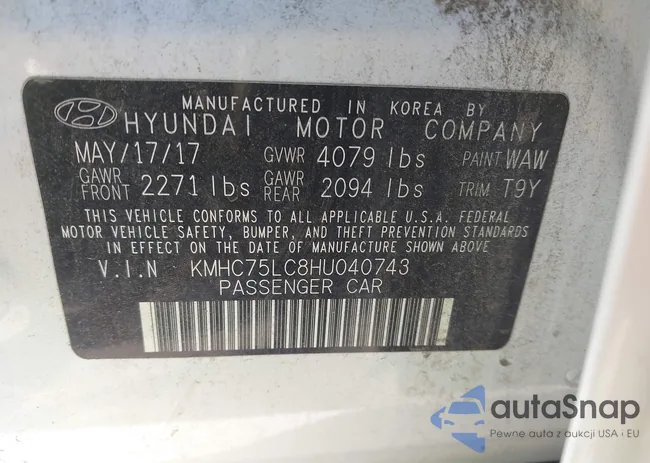 MANUFACTURED IN KOREA BY
HYUNDAI MOTOR COMPANY
MAY/17/17 GVWR 4079 lbs PAINT WAW
GAWR FRONT 2271 lbs GAWR REAR 2094 lbs TRIM T9Y
THIS VEHICLE CONFORMS TO ALL APPLICABLE U.S.A. FEDERAL
MOTOR VEHICLE SAFETY, BUMPER, AND THEFT PREVENTION STANDARDS
IN EFFECT ON THE DATE OF MANUFACTURE SHOWN ABOVE
V.I.N KMHC75LC8HU040743
PASSENGER CAR
autaSnap
Pewne auta z aukcji USA i EU